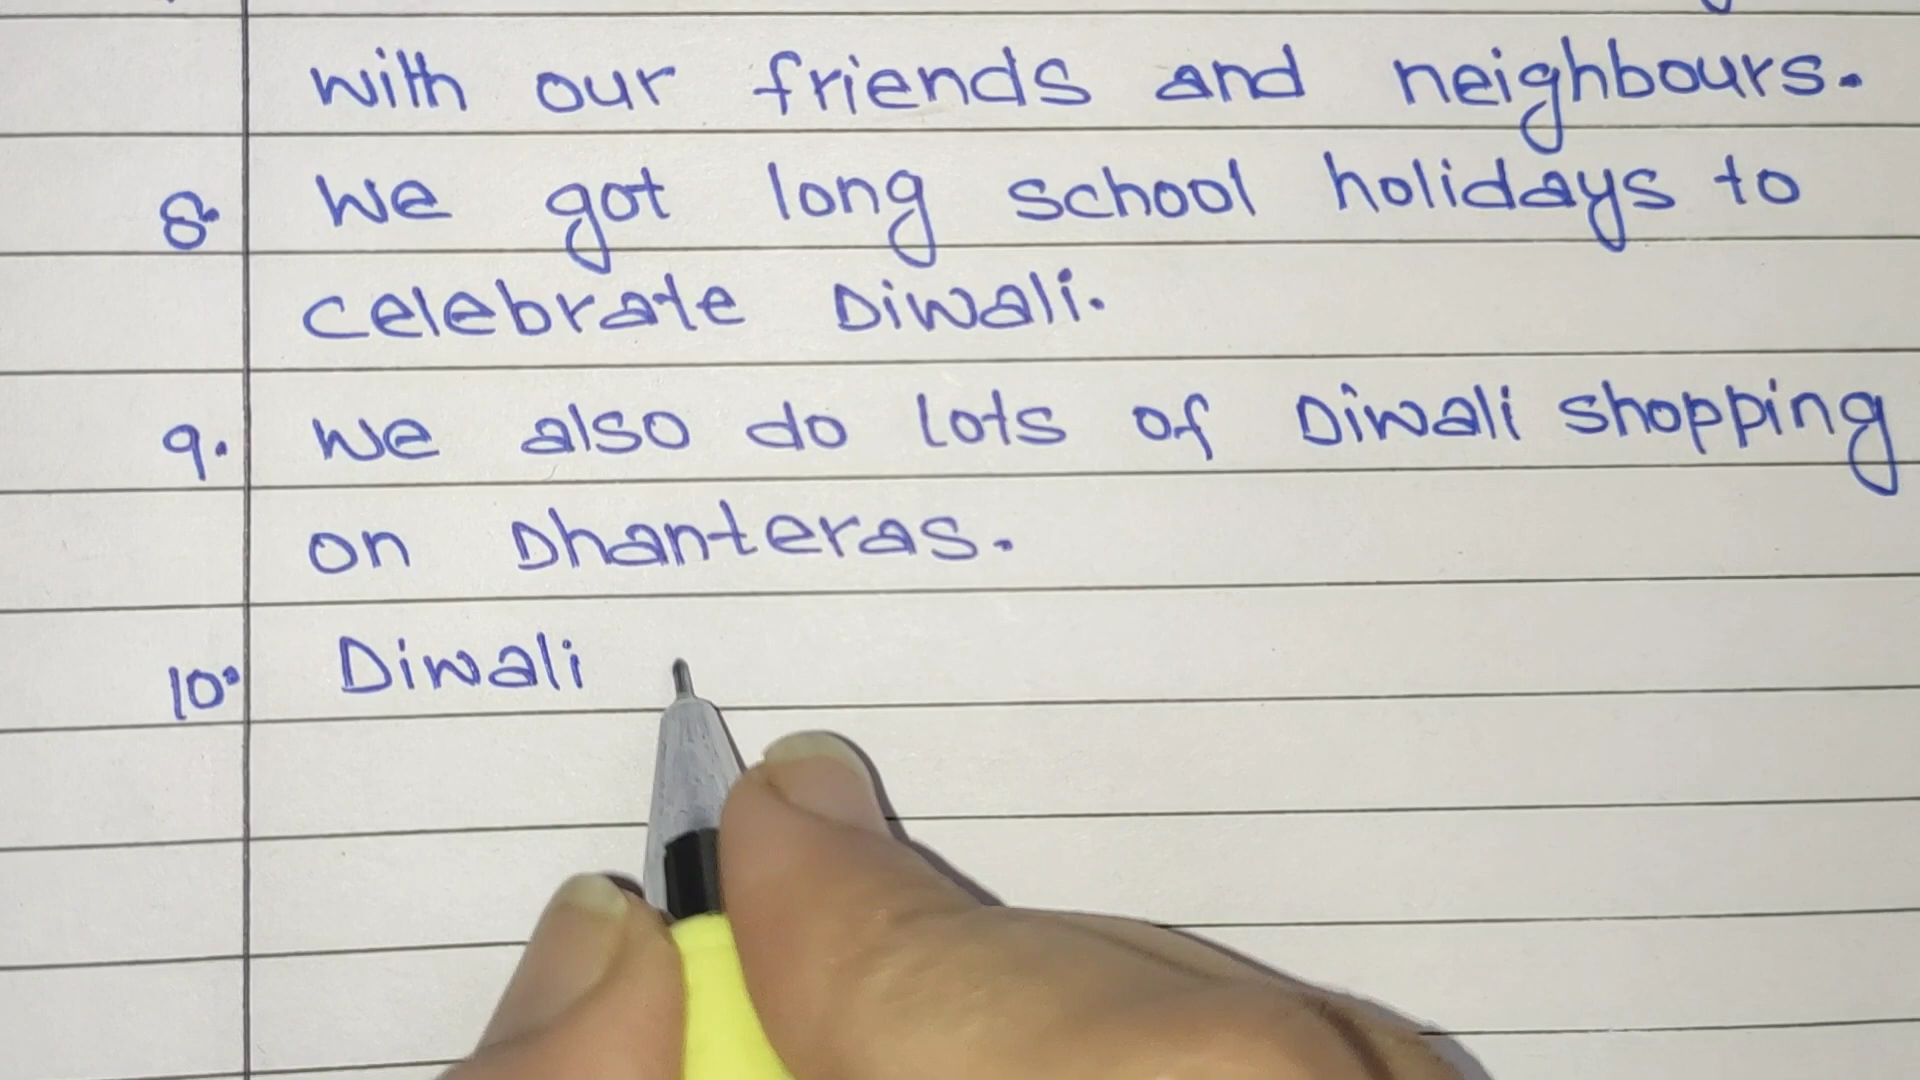 with our friends and neighbours.
8. We got long school holidays to
celebrate Diwali.
9. We also do lots of Diwali shopping
on Dhanteras.
10. Diwali